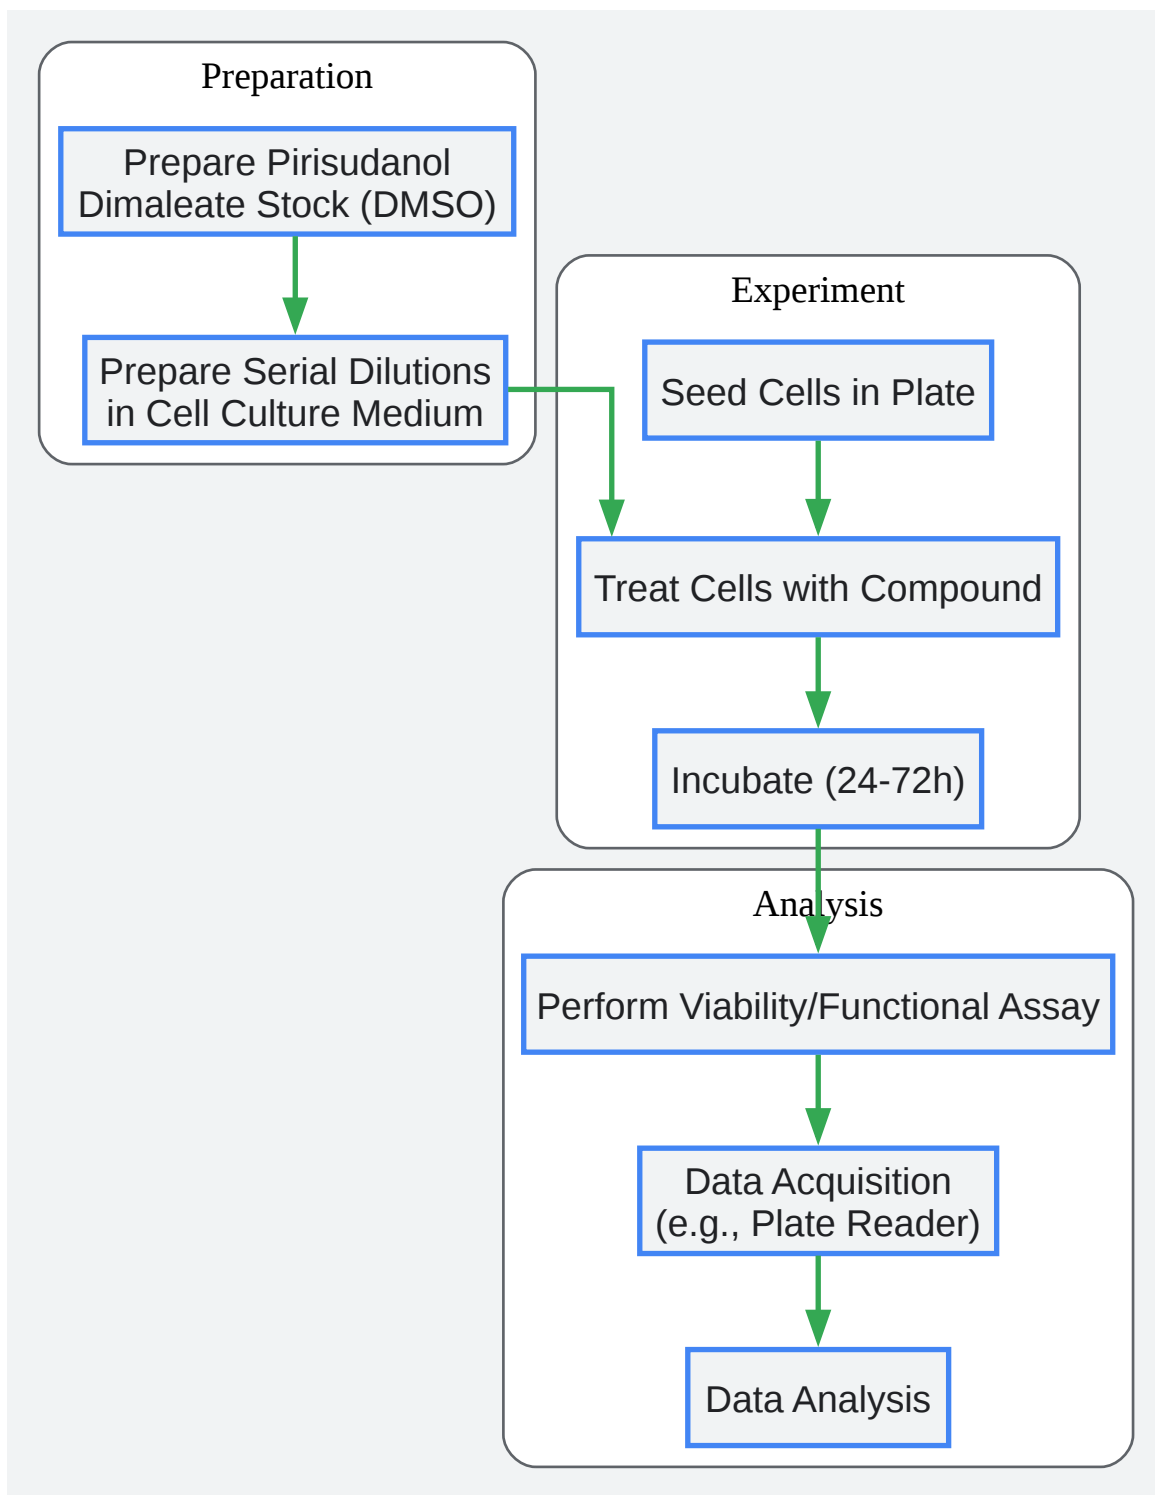 Preparation
Prepare Pirisudanol
Dimaleate Stock (DMSO)
Prepare Serial Dilutions
in Cell Culture Medium
Experiment
Seed Cells in Plate
Treat Cells with Compound
Incubate (24-72h)
Analysis
Perform Viability/Functional Assay
Data Acquisition
(e.g., Plate Reader)
Data Analysis